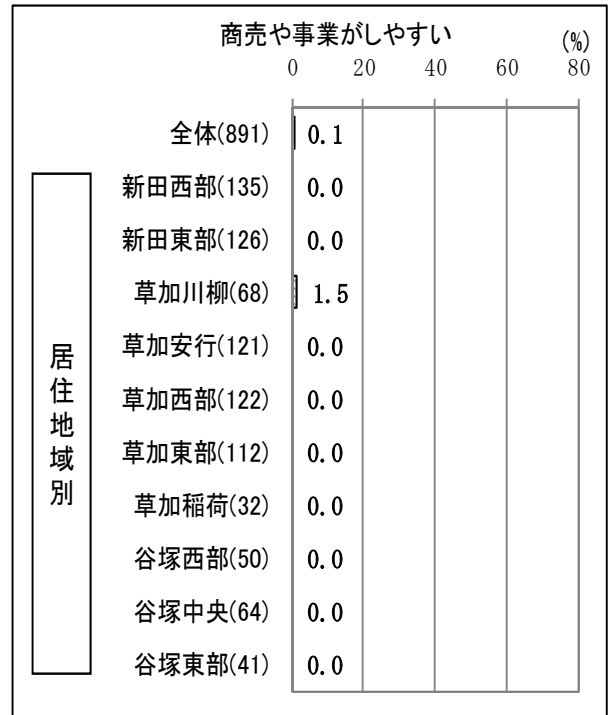 商売や事業がしやすい
(%)
0 20 40 60 80
居住地域別
全体(891) 0.1
新田西部(135) 0.0
新田東部(126) 0.0
草加川柳(68) 1.5
草加安行(121) 0.0
草加西部(122) 0.0
草加東部(112) 0.0
草加稲荷(32) 0.0
谷塚西部(50) 0.0
谷塚中央(64) 0.0
谷塚東部(41) 0.0